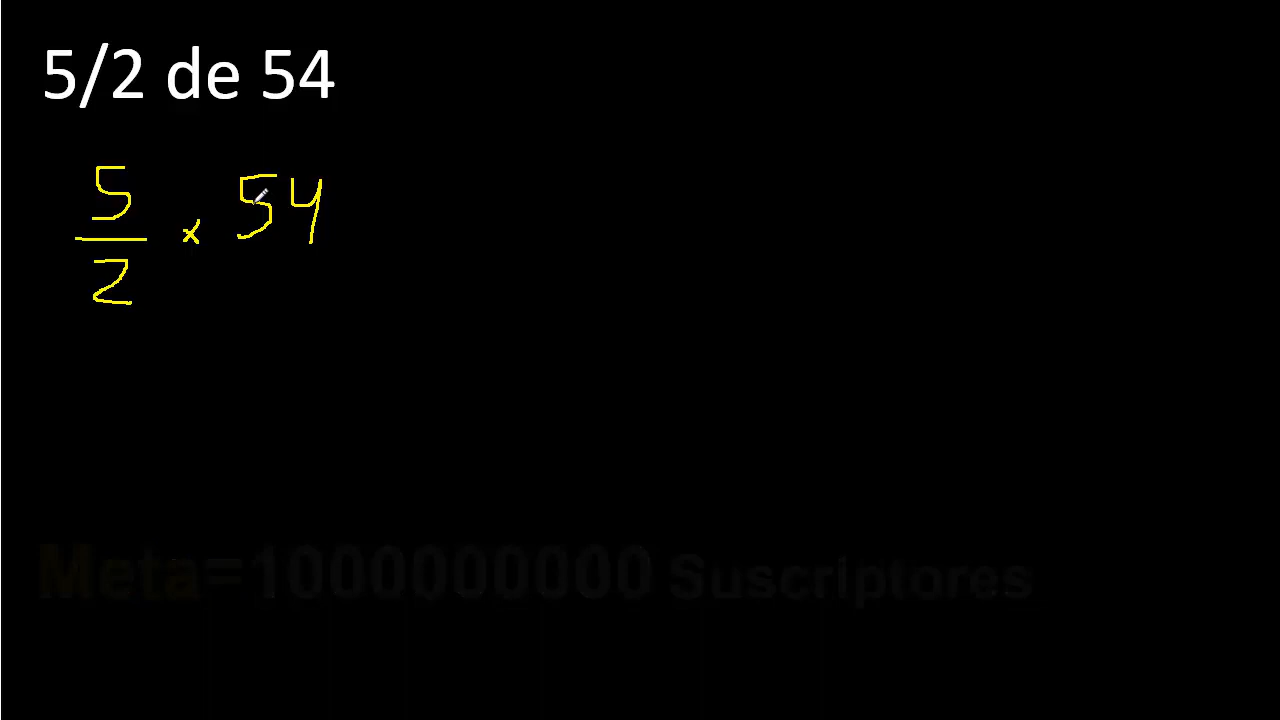 5/2 de 54
5/2 × 54
Meta=1000000000 Suscriptores